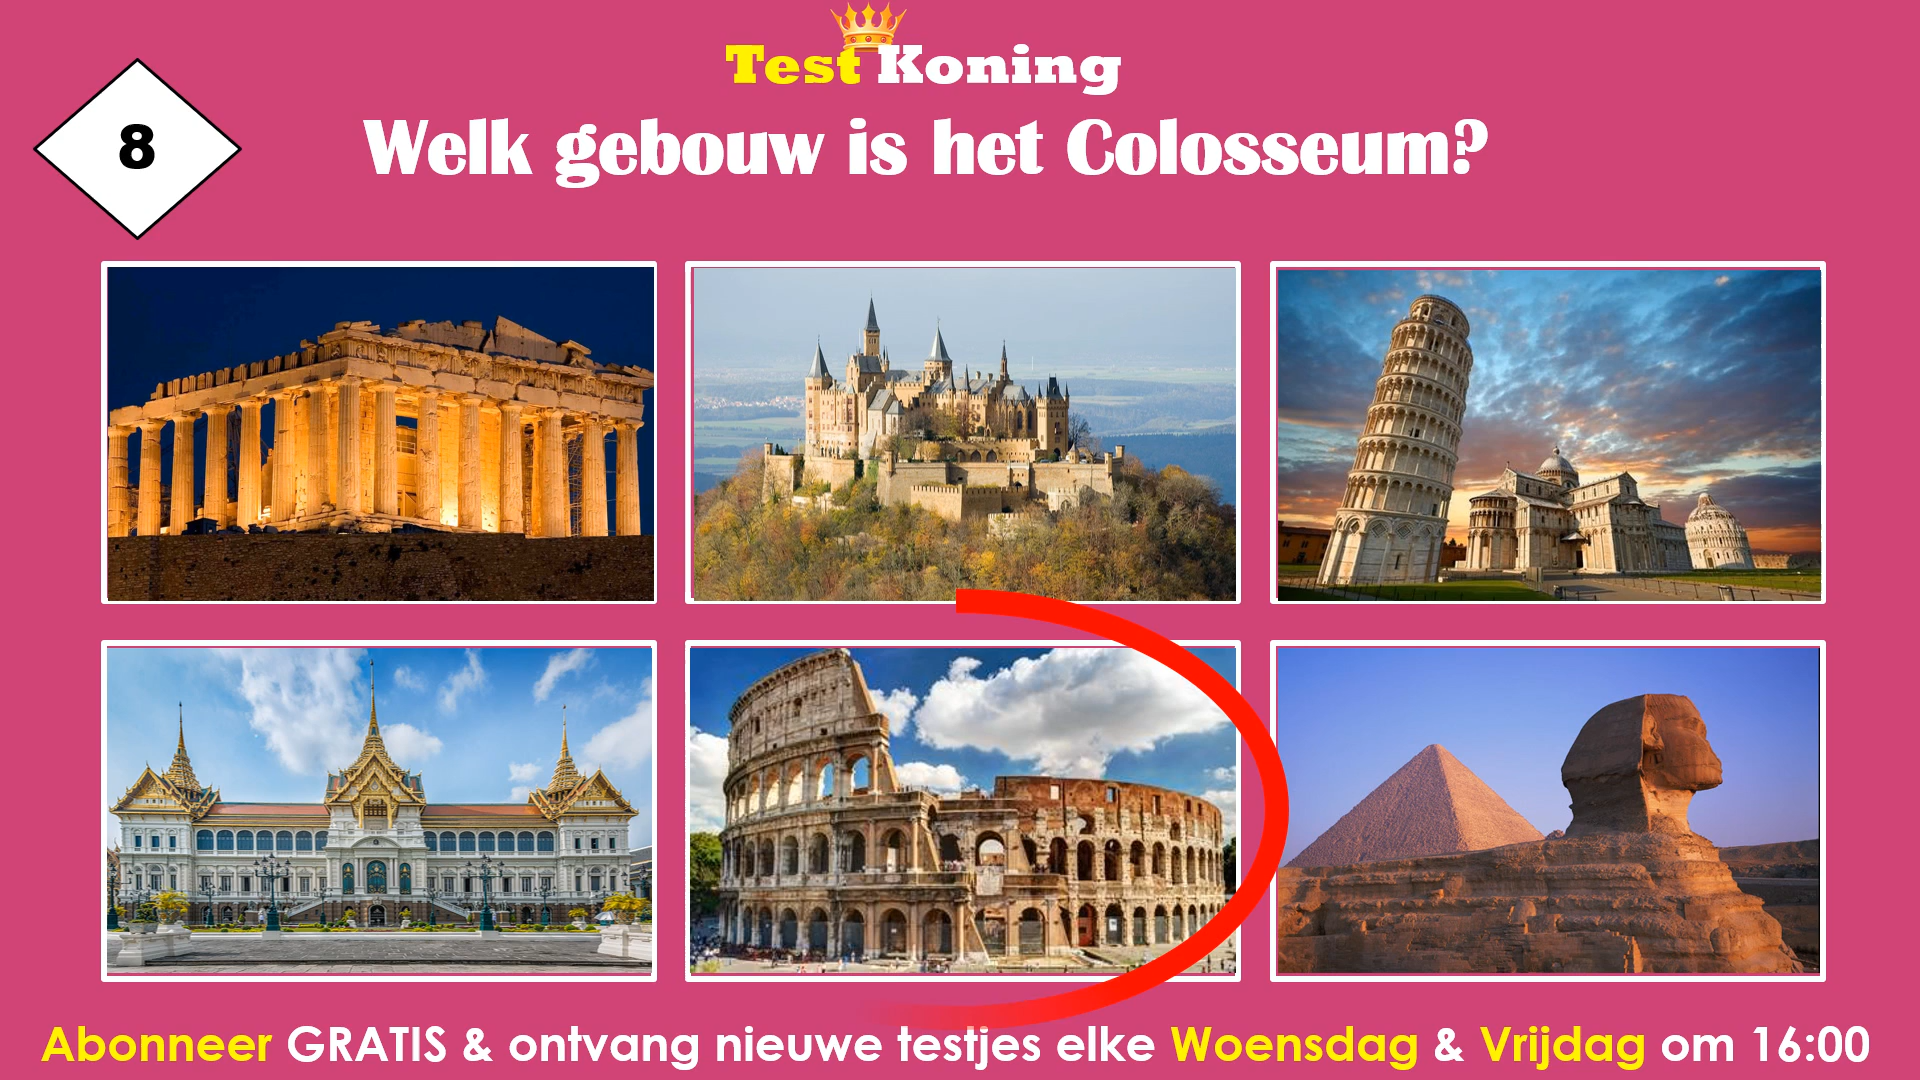 Test Koning
8
Welk gebouw is het Colosseum?
Abonneer GRATIS & ontvang nieuwe testjes elke Woensdag & Vrijdag om 16:00